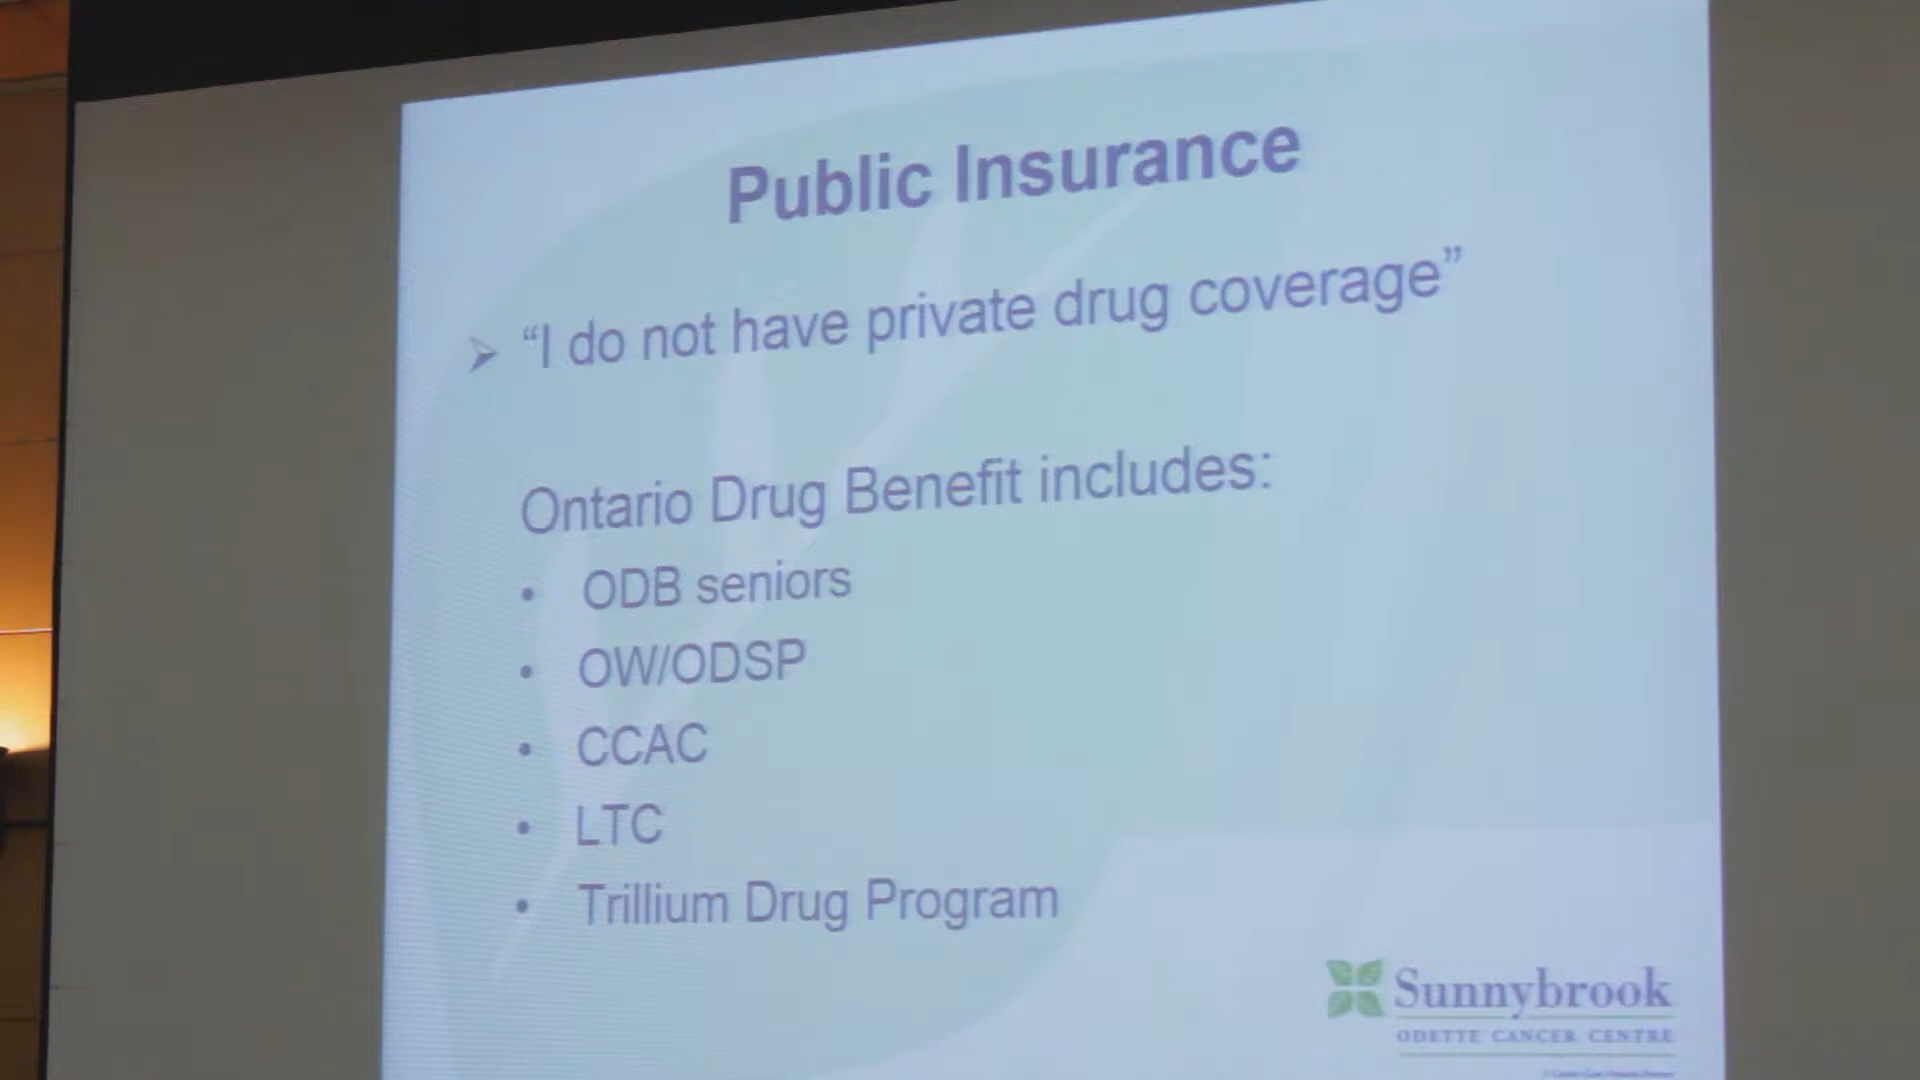 Public Insurance
➢ “I do not have private drug coverage”
Ontario Drug Benefit includes:
• ODB seniors
• OW/ODSP
• CCAC
• LTC
• Trillium Drug Program
Sunnybrook
ODETTE CANCER CENTRE